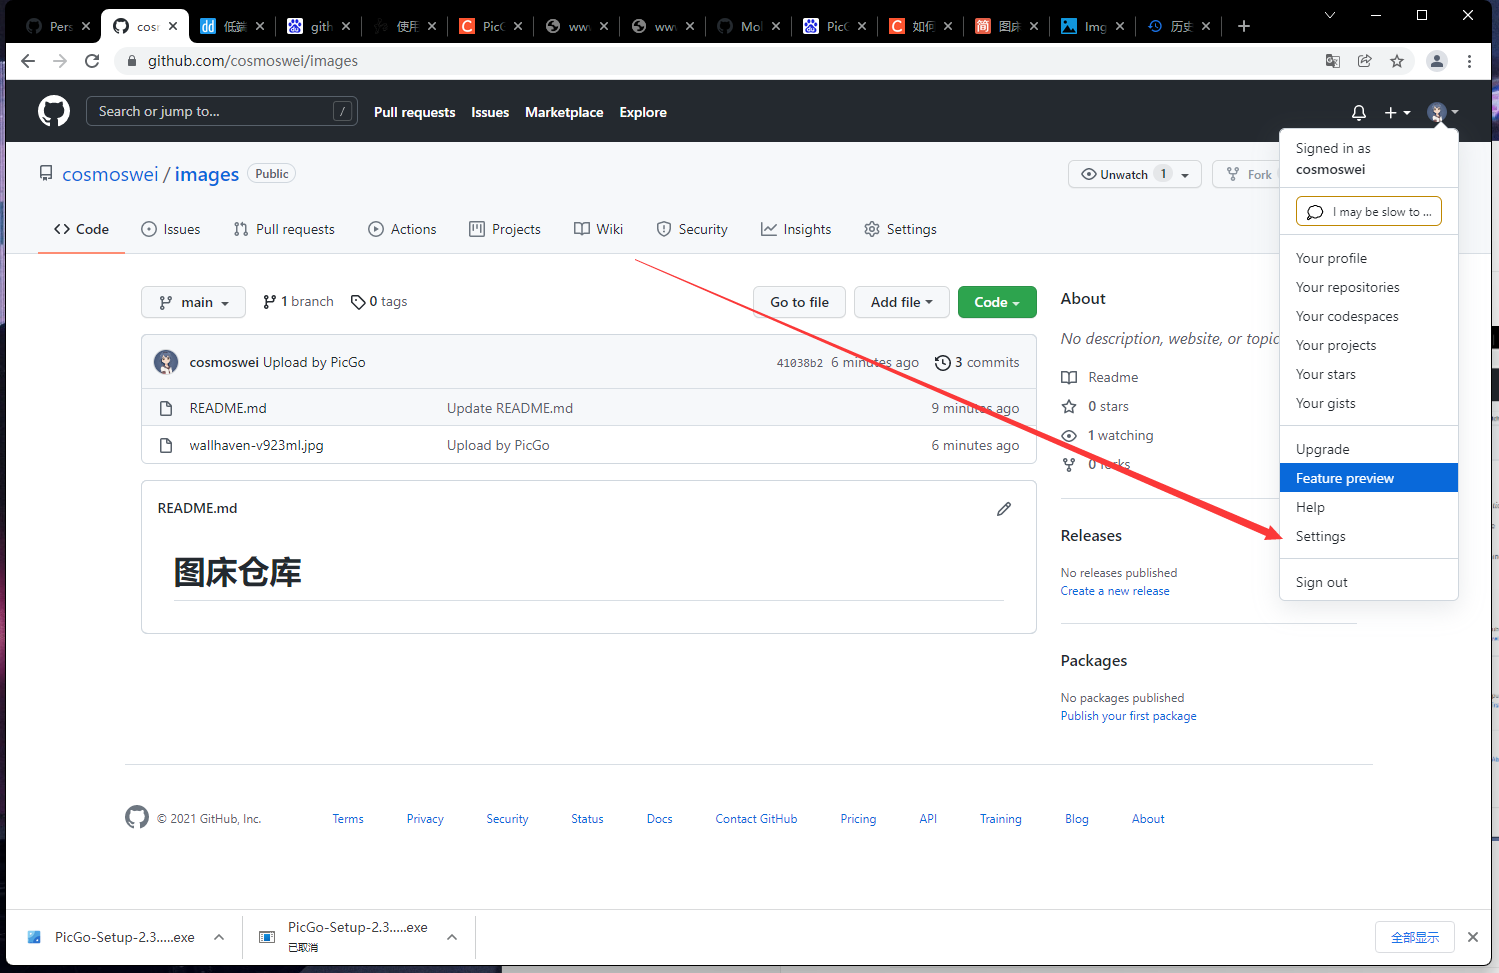 Pers
cosr
低端
gith
使用
PicG
www
www
Mol
PicG
如何
图床
Img
历史
github.com/cosmoswei/images
Search or jump to...
/
Pull requests
Issues
Marketplace
Explore
cosmoswei / images
Public
Unwatch 1
Fork
Code
Issues
Pull requests
Actions
Projects
Wiki
Security
Insights
Settings
main
1 branch
0 tags
Go to file
Add file
Code
cosmoswei Upload by PicGo
41038b2 6 minutes ago
3 commits
README.md
Update README.md
9 minutes ago
wallhaven-v923ml.jpg
Upload by PicGo
6 minutes ago
README.md
图床仓库
About
No description, website, or topic
Readme
0 stars
1 watching
0 forks
Releases
No releases published
Create a new release
Packages
No packages published
Publish your first package
Signed in as
cosmoswei
I may be slow to ...
Your profile
Your repositories
Your codespaces
Your projects
Your stars
Your gists
Upgrade
Feature preview
Help
Settings
Sign out
© 2021 GitHub, Inc.
Terms
Privacy
Security
Status
Docs
Contact GitHub
Pricing
API
Training
Blog
About
PicGo-Setup-2.3.....exe
PicGo-Setup-2.3.....exe
已取消
全部显示